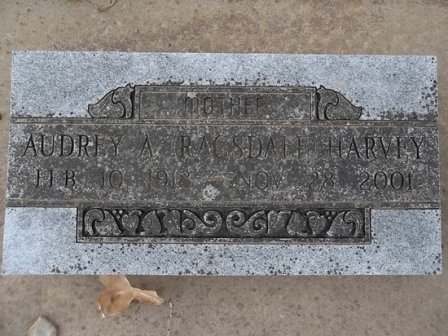 MOTHER
AUDREY A. RAGSDALE HARVEY
FEB 10 1918 — NOV 28 2001